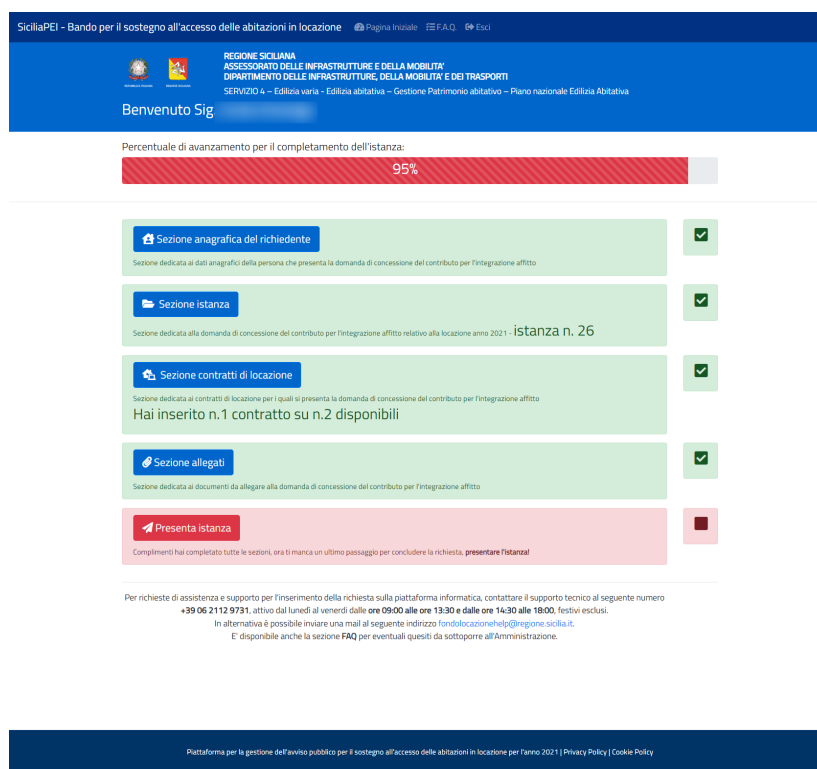 SiciliaPEI - Bando per il sostegno all'accesso delle abitazioni in locazione Pagina Iniziale F.A.Q. Esci
REGIONE SICILIANA
ASSESSORATO DELLE INFRASTRUTTURE E DELLA MOBILITA'
DIPARTIMENTO DELLE INFRASTRUTTURE, DELLA MOBILITA' E DEI TRASPORTI
SERVIZIO 4 – Edilizia varia - Edilizia abitativa – Gestione Patrimonio abitativo – Piano nazionale Edilizia Abitativa
Benvenuto Sig
Percentuale di avanzamento per il completamento dell'istanza:
95%
Sezione anagrafica del richiedente
Sezione dedicata ai dati anagrafici della persona che presenta la domanda di concessione del contributo per l'integrazione affitto
Sezione istanza
Sezione dedicata alla domanda di concessione del contributo per l'integrazione affitto relativo alla locazione anno 2021 - istanza n. 26
Sezione contratti di locazione
Sezione dedicata ai contratti di locazione per i quali si presenta la domanda di concessione del contributo per l'integrazione affitto
Hai inserito n.1 contratto su n.2 disponibili
Sezione allegati
Sezione dedicata ai documenti da allegare alla domanda di concessione del contributo per l'integrazione affitto
Presenta istanza
Complimenti hai completato tutte le sezioni, ora ti manca un ultimo passaggio per concludere la richiesta, presentare l'istanza!
Per richieste di assistenza e supporto per l'inserimento della richiesta sulla piattaforma informatica, contattare il supporto tecnico al seguente numero
+39 06 2112 9731, attivo dal lunedì al venerdì dalle ore 09:00 alle ore 13:30 e dalle ore 14:30 alle 18:00, festivi esclusi.
In alternativa è possibile inviare una mail al seguente indirizzo fondolocazionehelp@regione.sicilia.it.
E' disponibile anche la sezione FAQ per eventuali quesiti da sottoporre all'Amministrazione.
Piattaforma per la gestione dell'avviso pubblico per il sostegno all'accesso delle abitazioni in locazione per l'anno 2021 | Privacy Policy | Cookie Policy